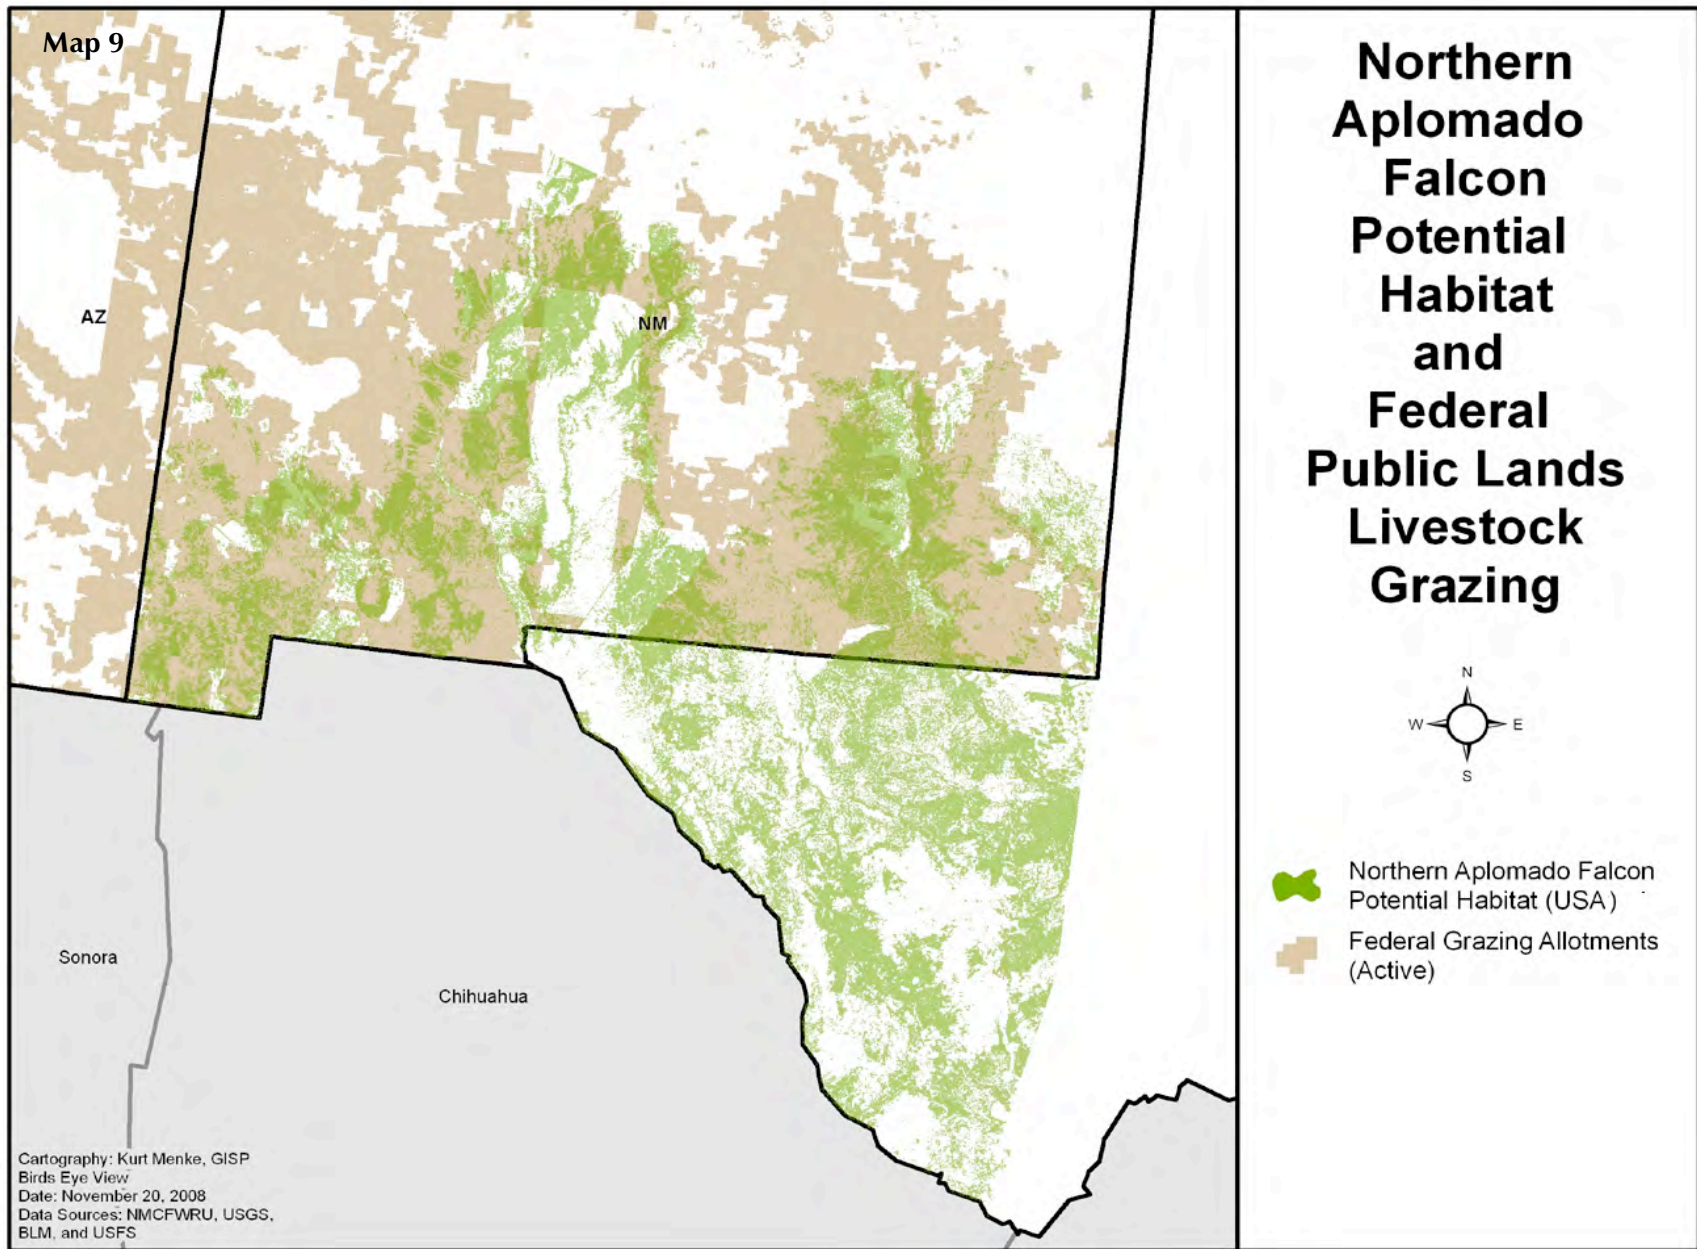 Map 9
Northern
Aplomado
Falcon
Potential
Habitat
and
Federal
Public Lands
Livestock
Grazing
AZ
NM
N
W
E
S
Northern Aplomado Falcon
Potential Habitat (USA)
Federal Grazing Allotments
(Active)
Sonora
Chihuahua
Cartography: Kurt Menke, GISP
Birds Eye View
Date: November 20, 2008
Data Sources: NMCFWRU, USGS,
BLM, and USFS